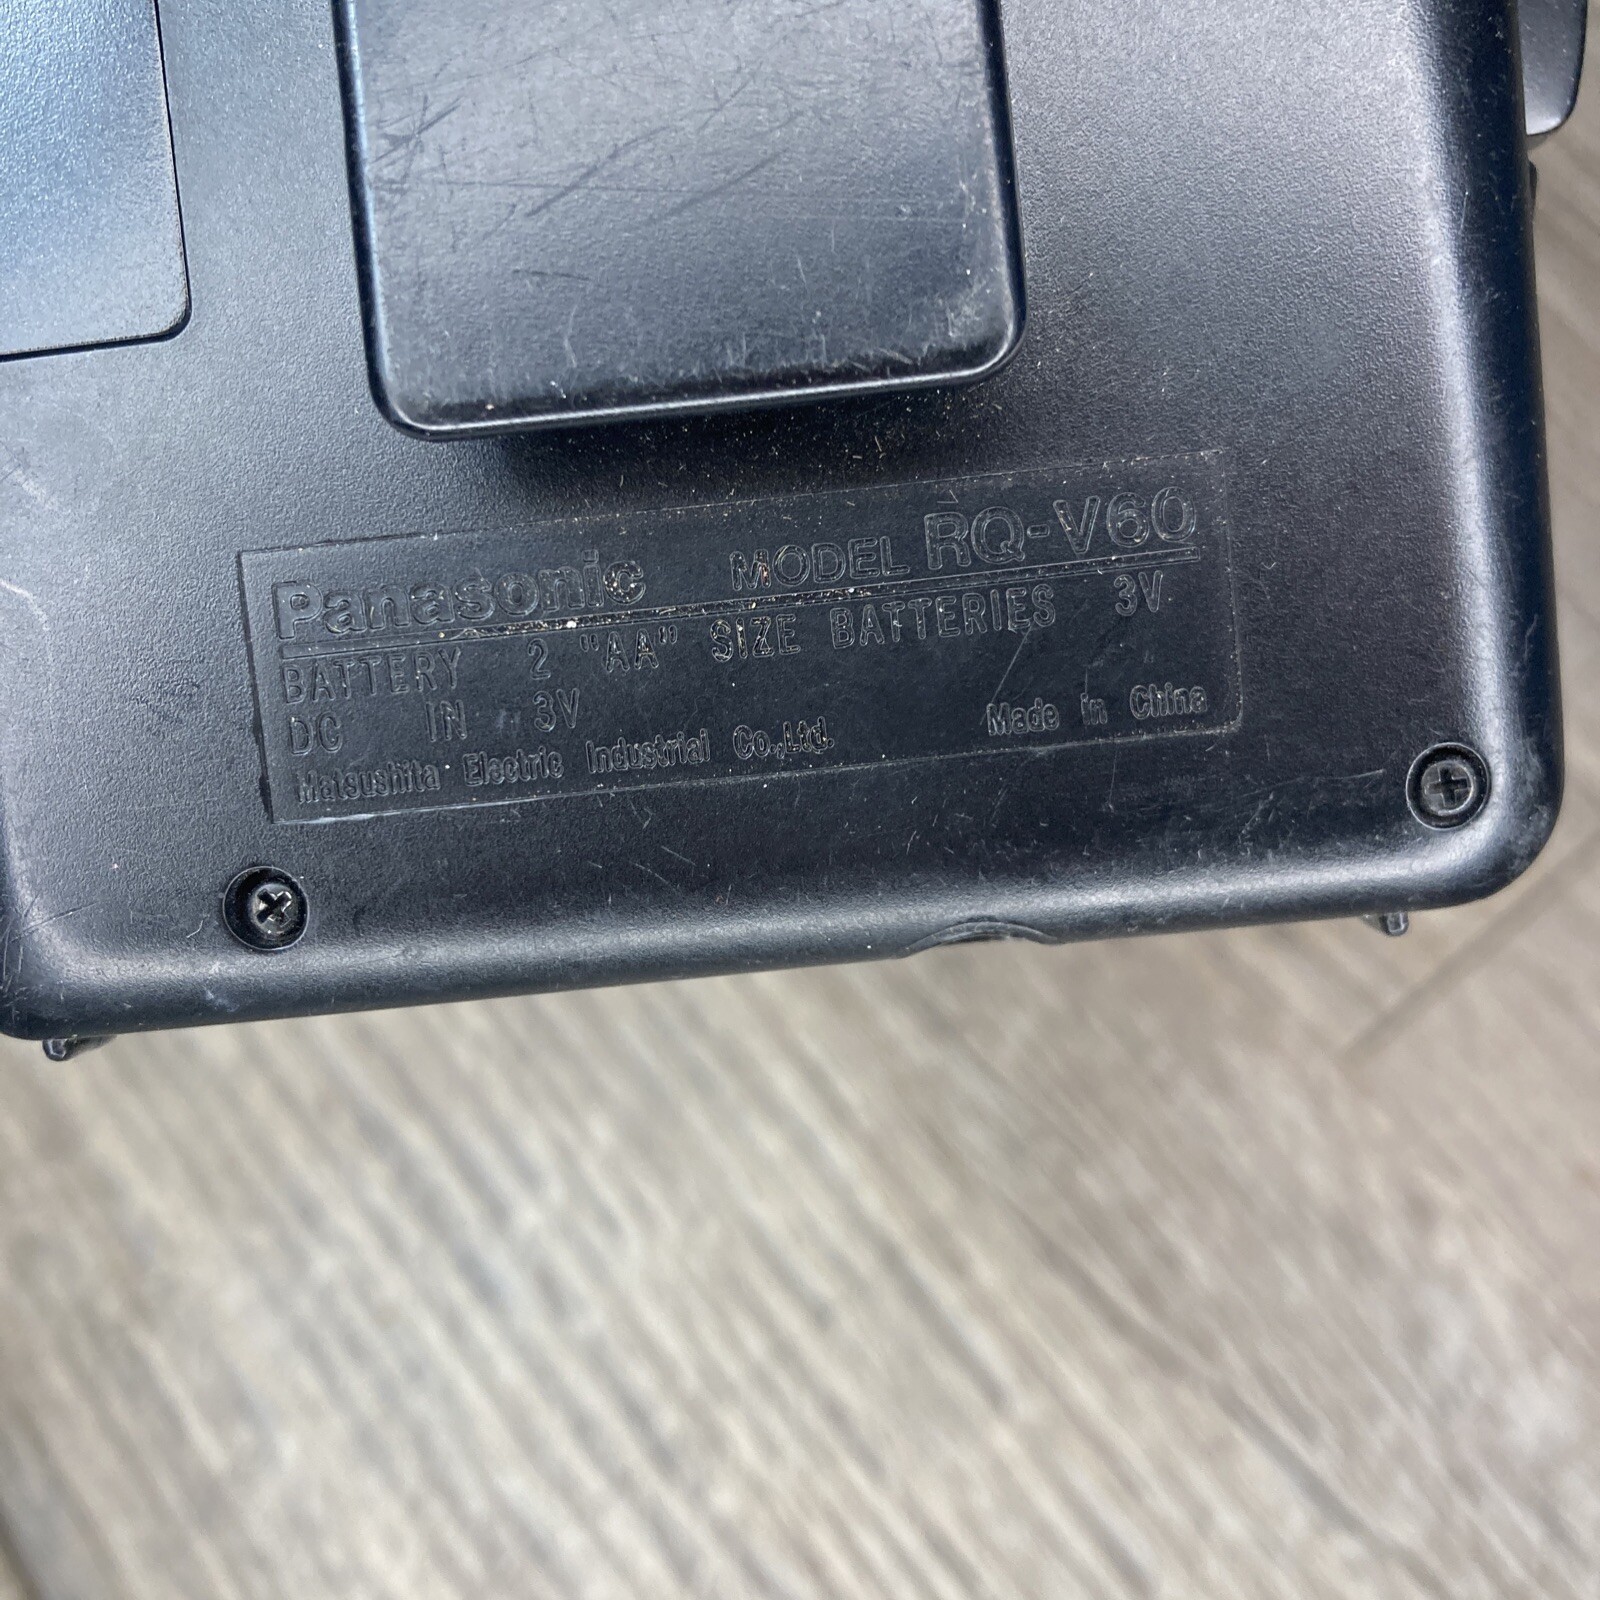 Panasonic MODEL RQ-V60
BATTERY 2 "AA" SIZE BATTERIES 3V
DC IN 3V
Matsushita Electric Industrial Co.,Ltd. Made in China